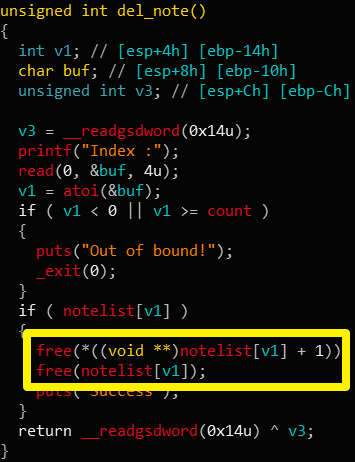 unsigned int del_note()
{
int v1; // [esp+4h] [ebp-14h]
char buf; // [esp+8h] [ebp-10h]
unsigned int v3; // [esp+Ch] [ebp-Ch]
v3 = __readgsdword(0x14u);
printf("Index :");
read(0, &buf, 4u);
v1 = atoi(&buf);
if ( v1 < 0 || v1 >= count )
{
puts("Out of bound!");
_exit(0);
}
if ( notelist[v1] )
{
free(*((void **)notelist[v1] + 1))
free(notelist[v1]);
puts("Success");
}
return __readgsdword(0x14u) ^ v3;
}